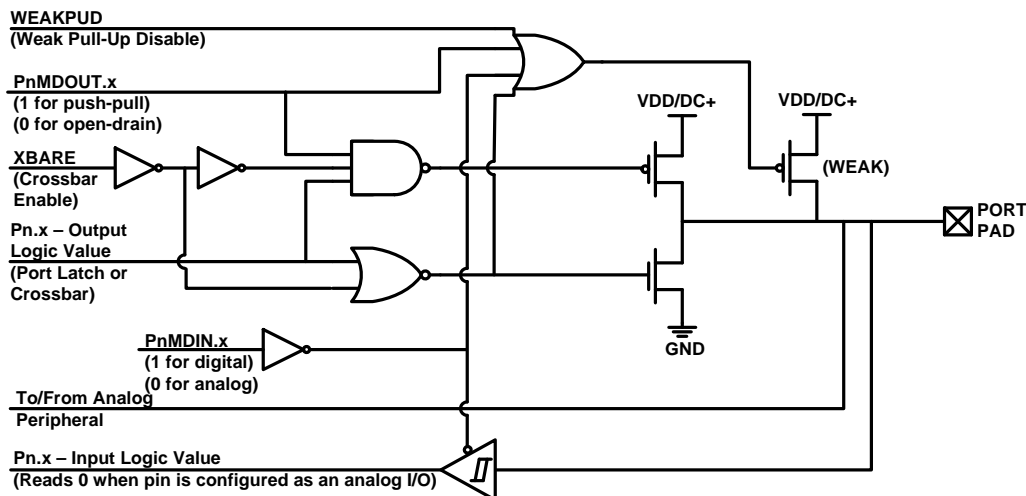 WEAKPUD
(Weak Pull-Up Disable)
PnMDOUT.x
(1 for push-pull)
(0 for open-drain)
XBARE
(Crossbar
Enable)
Pn.x – Output
Logic Value
(Port Latch or
Crossbar)
PnMDIN.x
(1 for digital)
(0 for analog)
To/From Analog
Peripheral
Pn.x – Input Logic Value
(Reads 0 when pin is configured as an analog I/O)
VDD/DC+
VDD/DC+
(WEAK)
PORT
PAD
GND